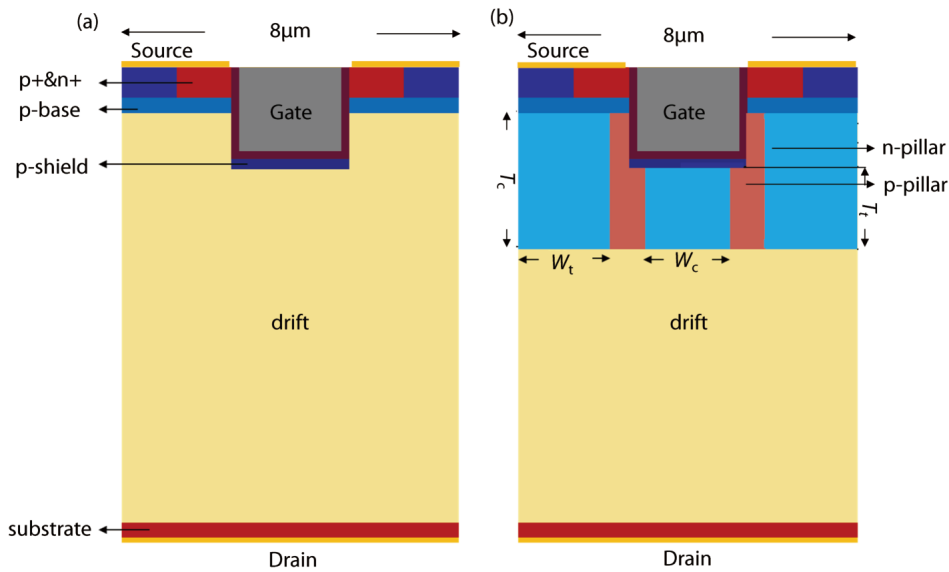 (a)
8μm
Source
p+&n+
p-base
p-shield
Gate
drift
substrate
Drain
(b)
8μm
Source
Gate
n-pillar
p-pillar
Tc
Tt
Wt
Wc
drift
Drain